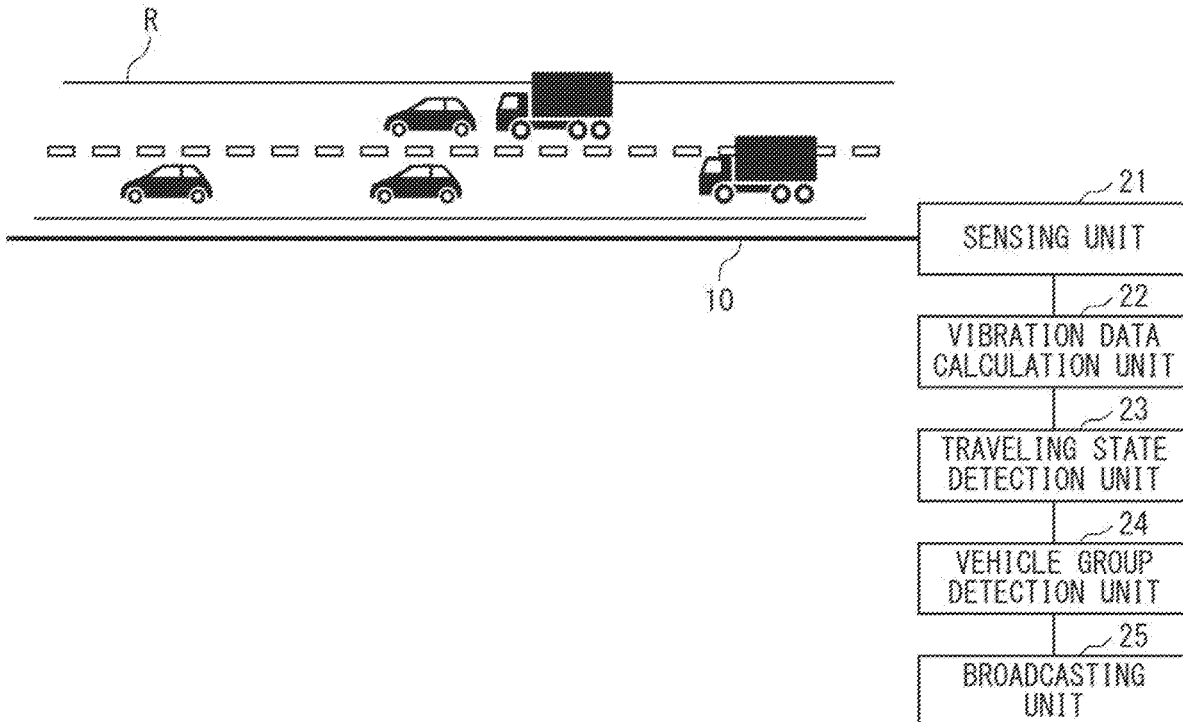 R
10
21
SENSING UNIT
22
VIBRATION DATA
CALCULATION UNIT
23
TRAVELING STATE
DETECTION UNIT
24
VEHICLE GROUP
DETECTION UNIT
25
BROADCASTING
UNIT